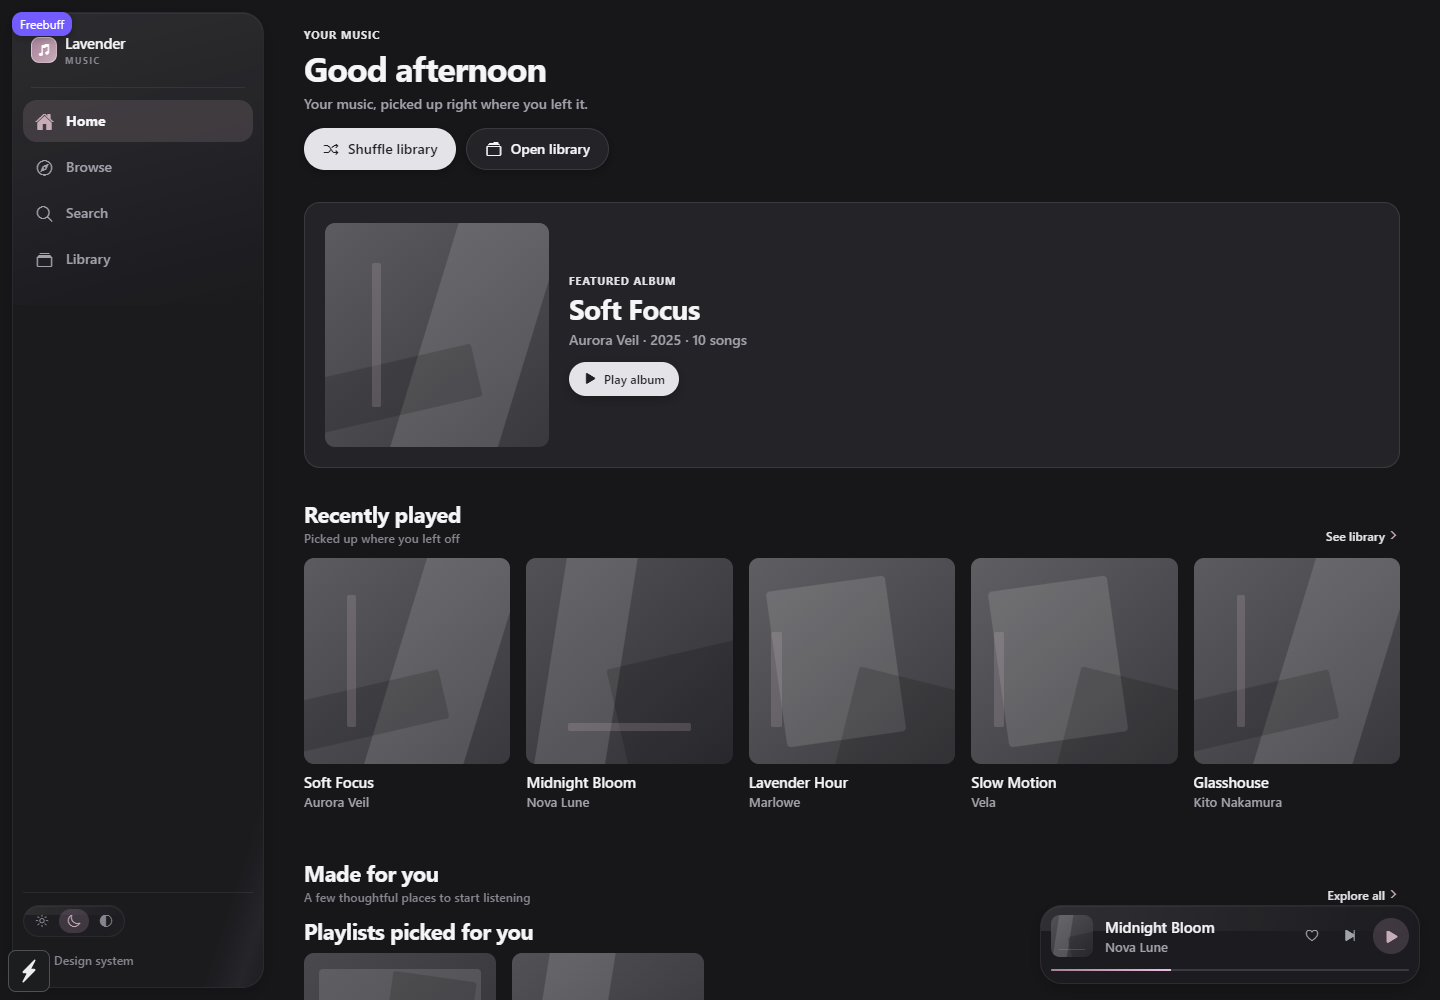 Freebuff
Lavender
MUSIC
Home
Browse
Search
Library
Design system
YOUR MUSIC
Good afternoon
Your music, picked up right where you left it.
Shuffle library
Open library
FEATURED ALBUM
Soft Focus
Aurora Veil · 2025 · 10 songs
Play album
Recently played
Picked up where you left off
See library
Soft Focus
Aurora Veil
Midnight Bloom
Nova Lune
Lavender Hour
Marlowe
Slow Motion
Vela
Glasshouse
Kito Nakamura
Made for you
A few thoughtful places to start listening
Explore all
Playlists picked for you
Midnight Bloom
Nova Lune